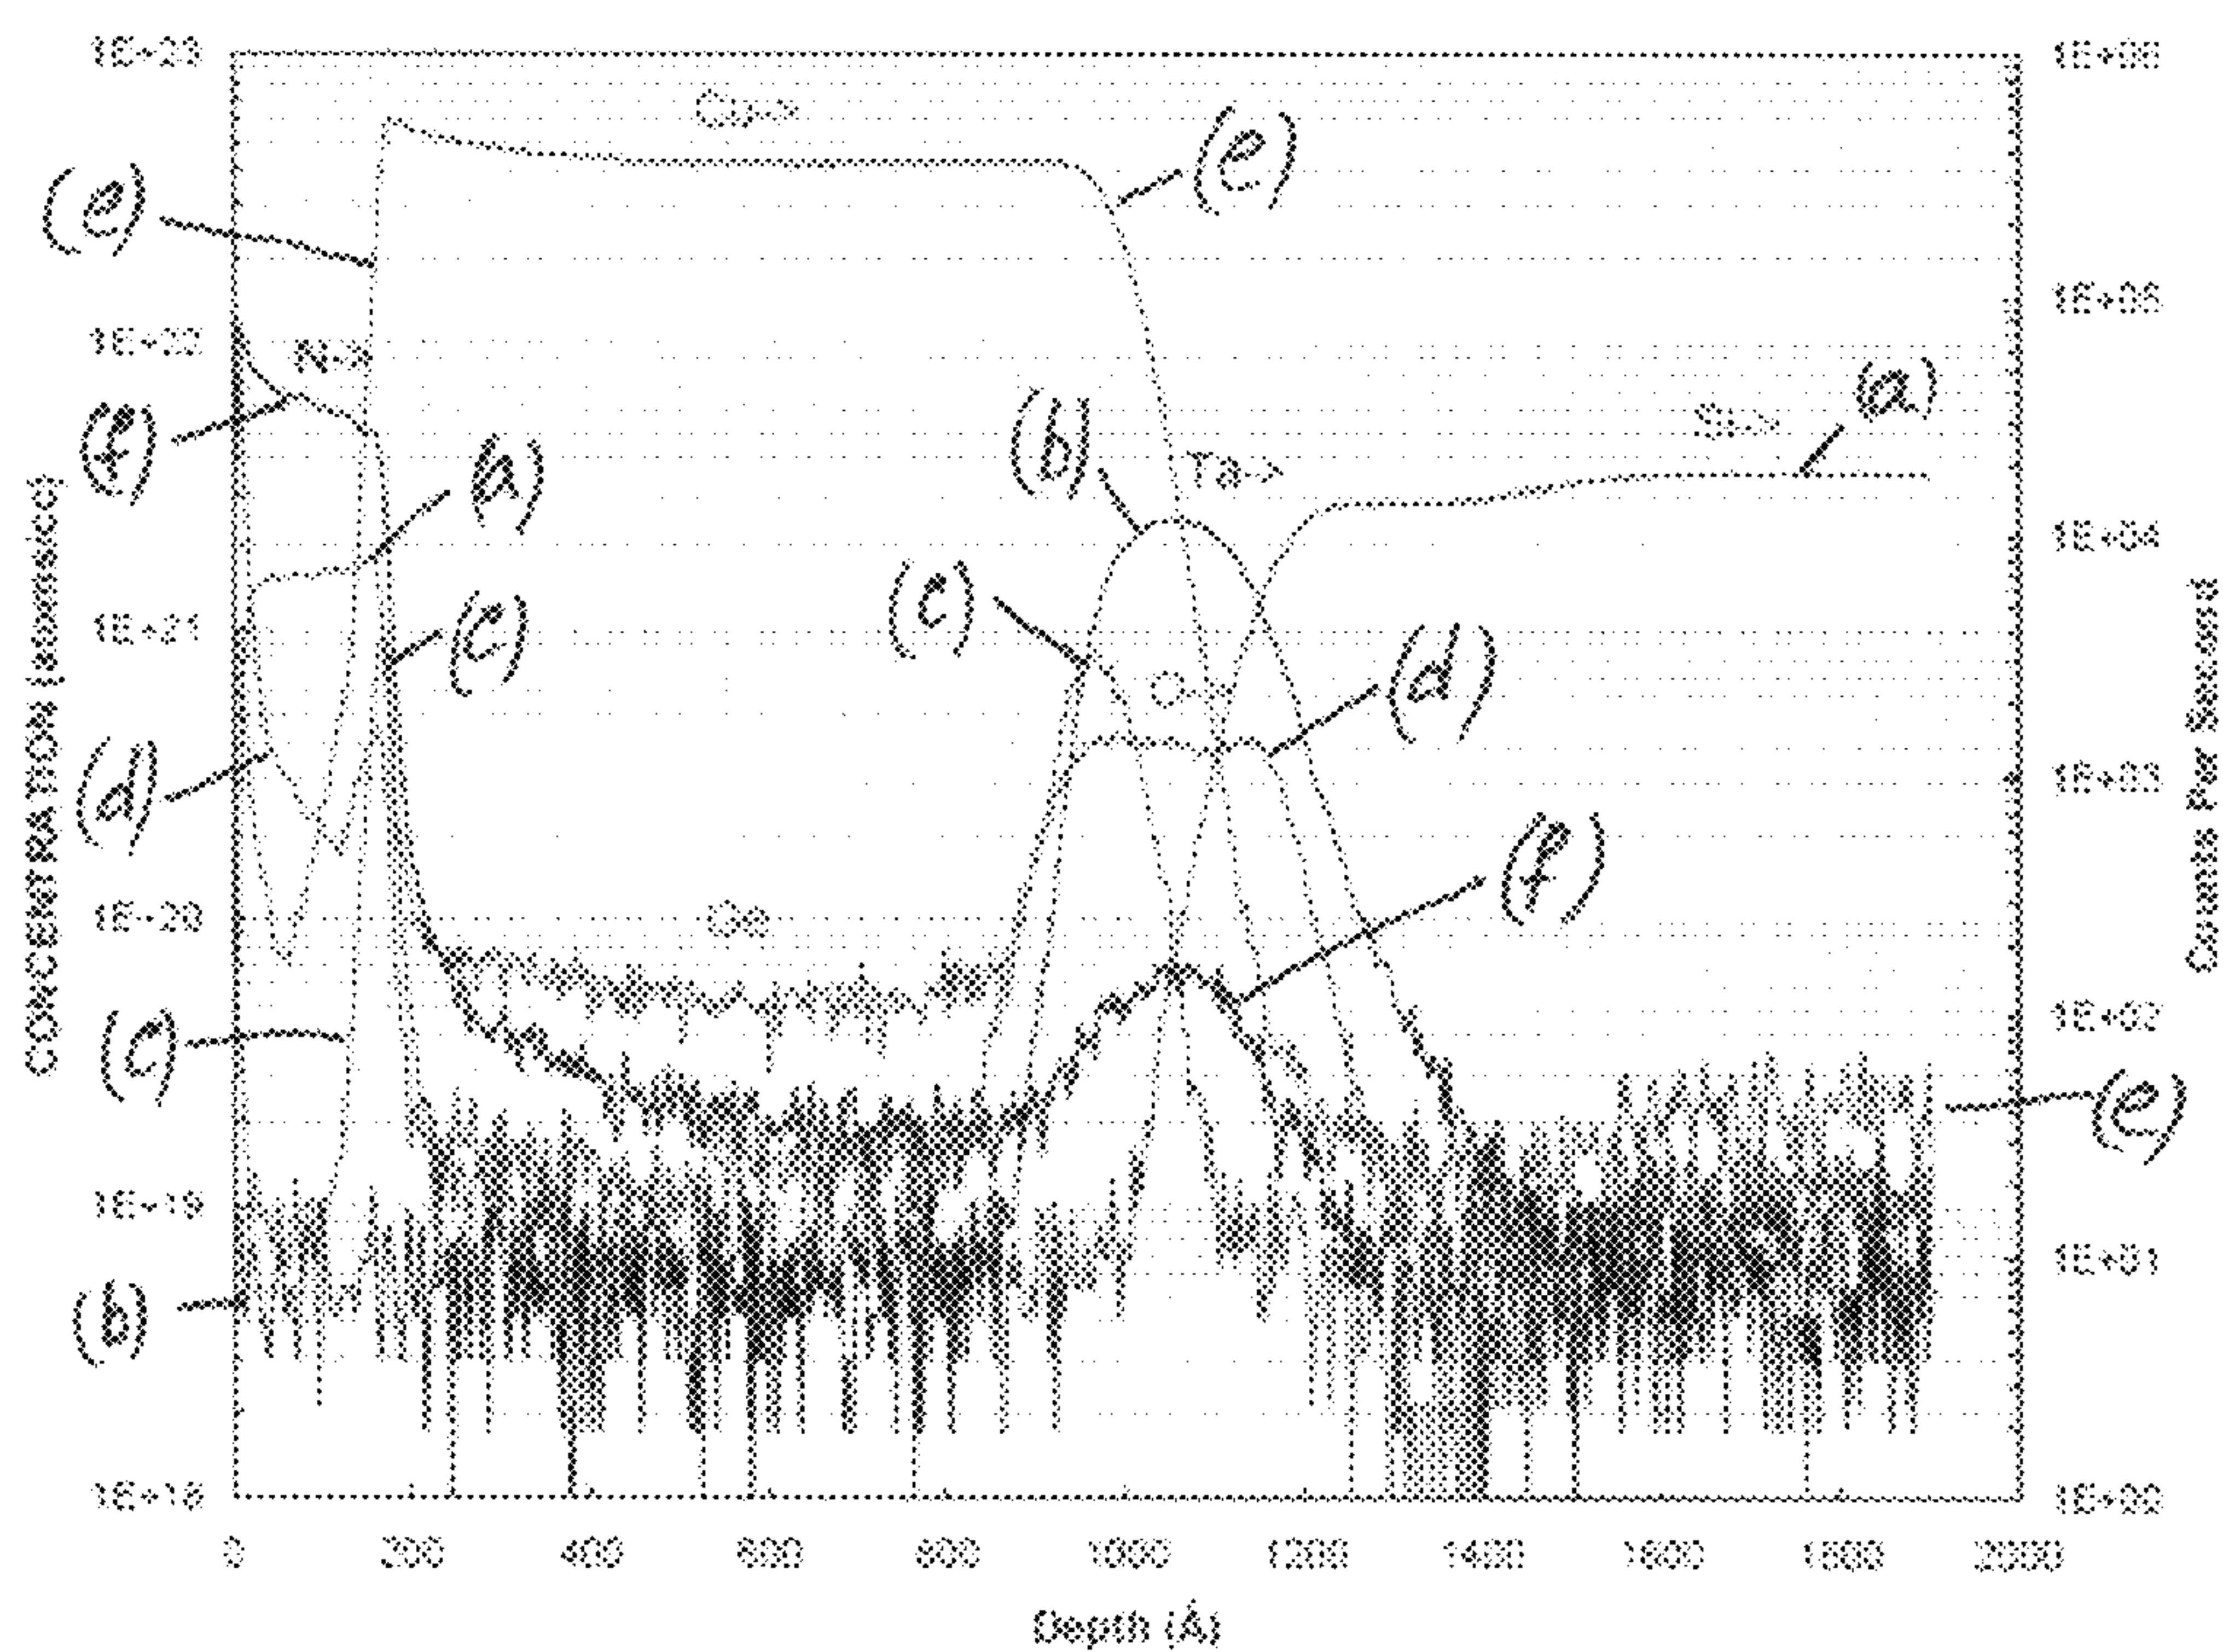 1E+23
1E+22
1E+21
1E+20
1E+19
1E+18
CONCENTRATION (atoms/cc)
1E+06
1E+05
1E+04
1E+03
1E+02
1E+01
1E+00
Counts Per Second
0 200 400 600 800 1000 1200 1400 1600 1800 2000
Depth (Å)
Cu->
N->
Ta->
Si->
O->
(e)
(e)
(f)
(a)
(a)
(b)
(c)
(c)
(d)
(d)
(f)
(c)
(e)
(b)